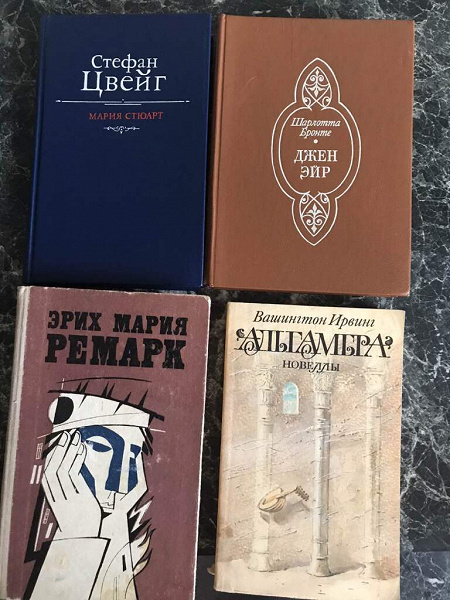 Стефан
Цвейг
МАРИЯ СТЮАРТ
Шарлотта
Бронте
ДЖЕН
ЭЙР
ЭРИХ МАРИЯ
РЕМАРК
Вашингтон Ирвинг
АЛЬГАМБРА
НОВЕЛЛЫ